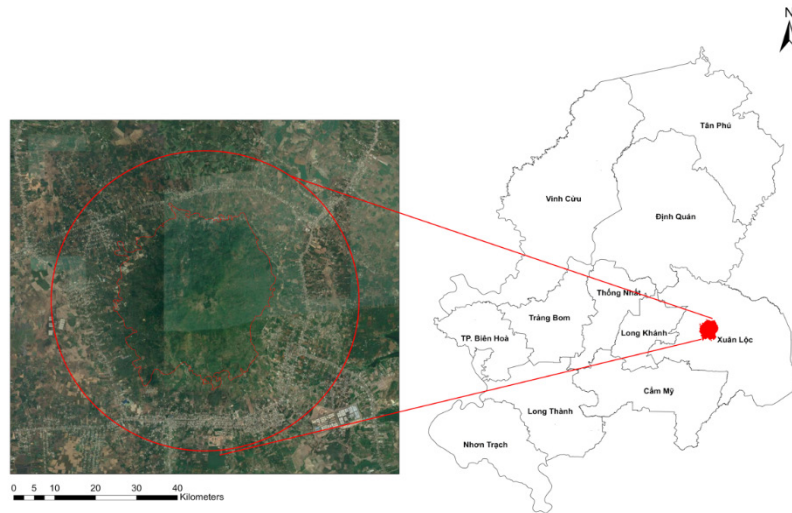 N
Tân Phú
Vĩnh Cửu
Định Quán
Thống Nhất
Trảng Bom
TP. Biên Hoà
Long Khánh
Xuân Lộc
Cẩm Mỹ
Long Thành
Nhơn Trạch
0 5 10 20 30 40
Kilometers